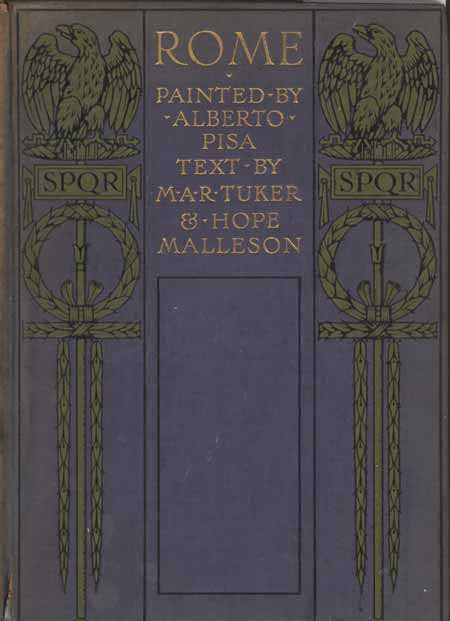 ROME
PAINTED-BY
·ALBERTO·
PISA
TEXT-BY
M·A·R·TUKER
&·HOPE
MALLESON
SPQR
SPQR